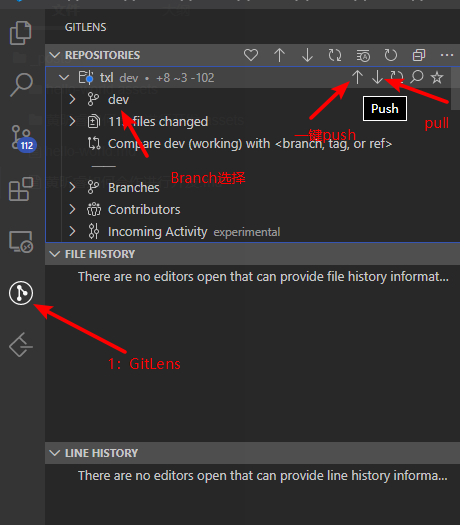 GITLENS
REPOSITORIES
txl dev • +8 ~3 -102
dev
Push
pull
files changed
一键push
Compare dev (working) with <branch, tag, or ref>
112
Branch选择
Branches
Contributors
Incoming Activity experimental
FILE HISTORY
There are no editors open that can provide file history informat...
1：GitLens
LINE HISTORY
There are no editors open that can provide line history informa...